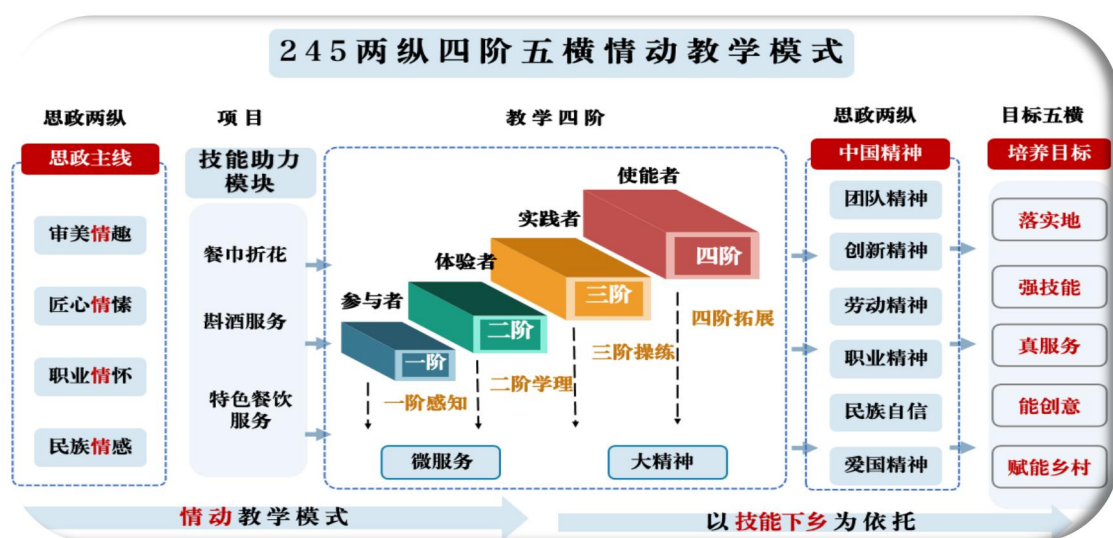 245两纵四阶五横情动教学模式
思政两纵
思政主线
审美情趣
匠心情愫
职业情怀
民族情感
项目
技能助力
模块
餐巾折花
斟酒服务
特色餐饮
服务
教学四阶
参与者
体验者
实践者
使能者
一阶
二阶
三阶
四阶
一阶感知
二阶学理
三阶操练
四阶拓展
微服务
大精神
思政两纵
中国精神
团队精神
创新精神
劳动精神
职业精神
民族自信
爱国精神
目标五横
培养目标
落实地
强技能
真服务
能创意
赋能乡村
情动教学模式
以技能下乡为依托